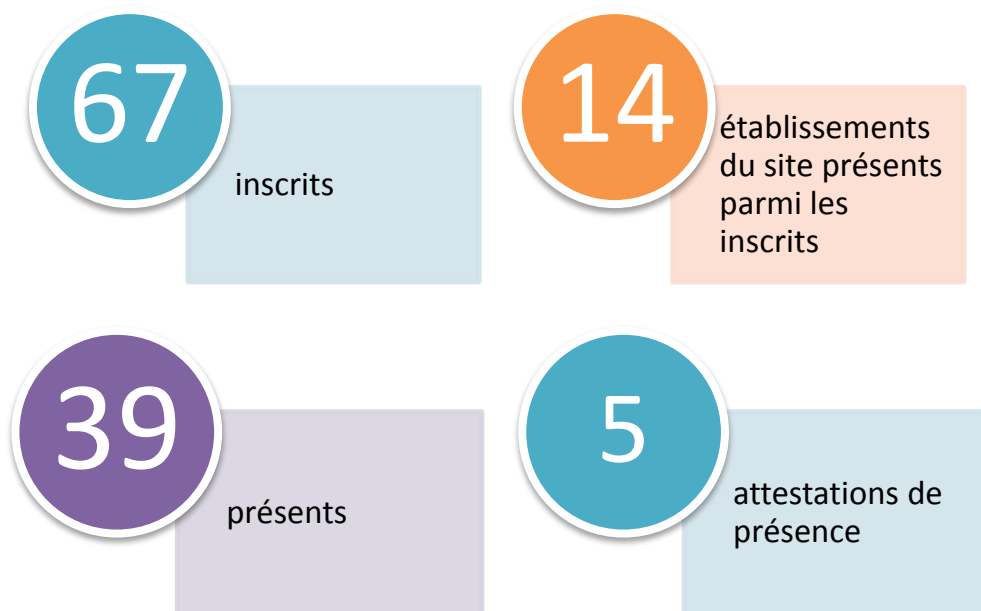 67
inscrits
14
établissements
du site présents
parmi les
inscrits
39
présents
5
attestations de
présence